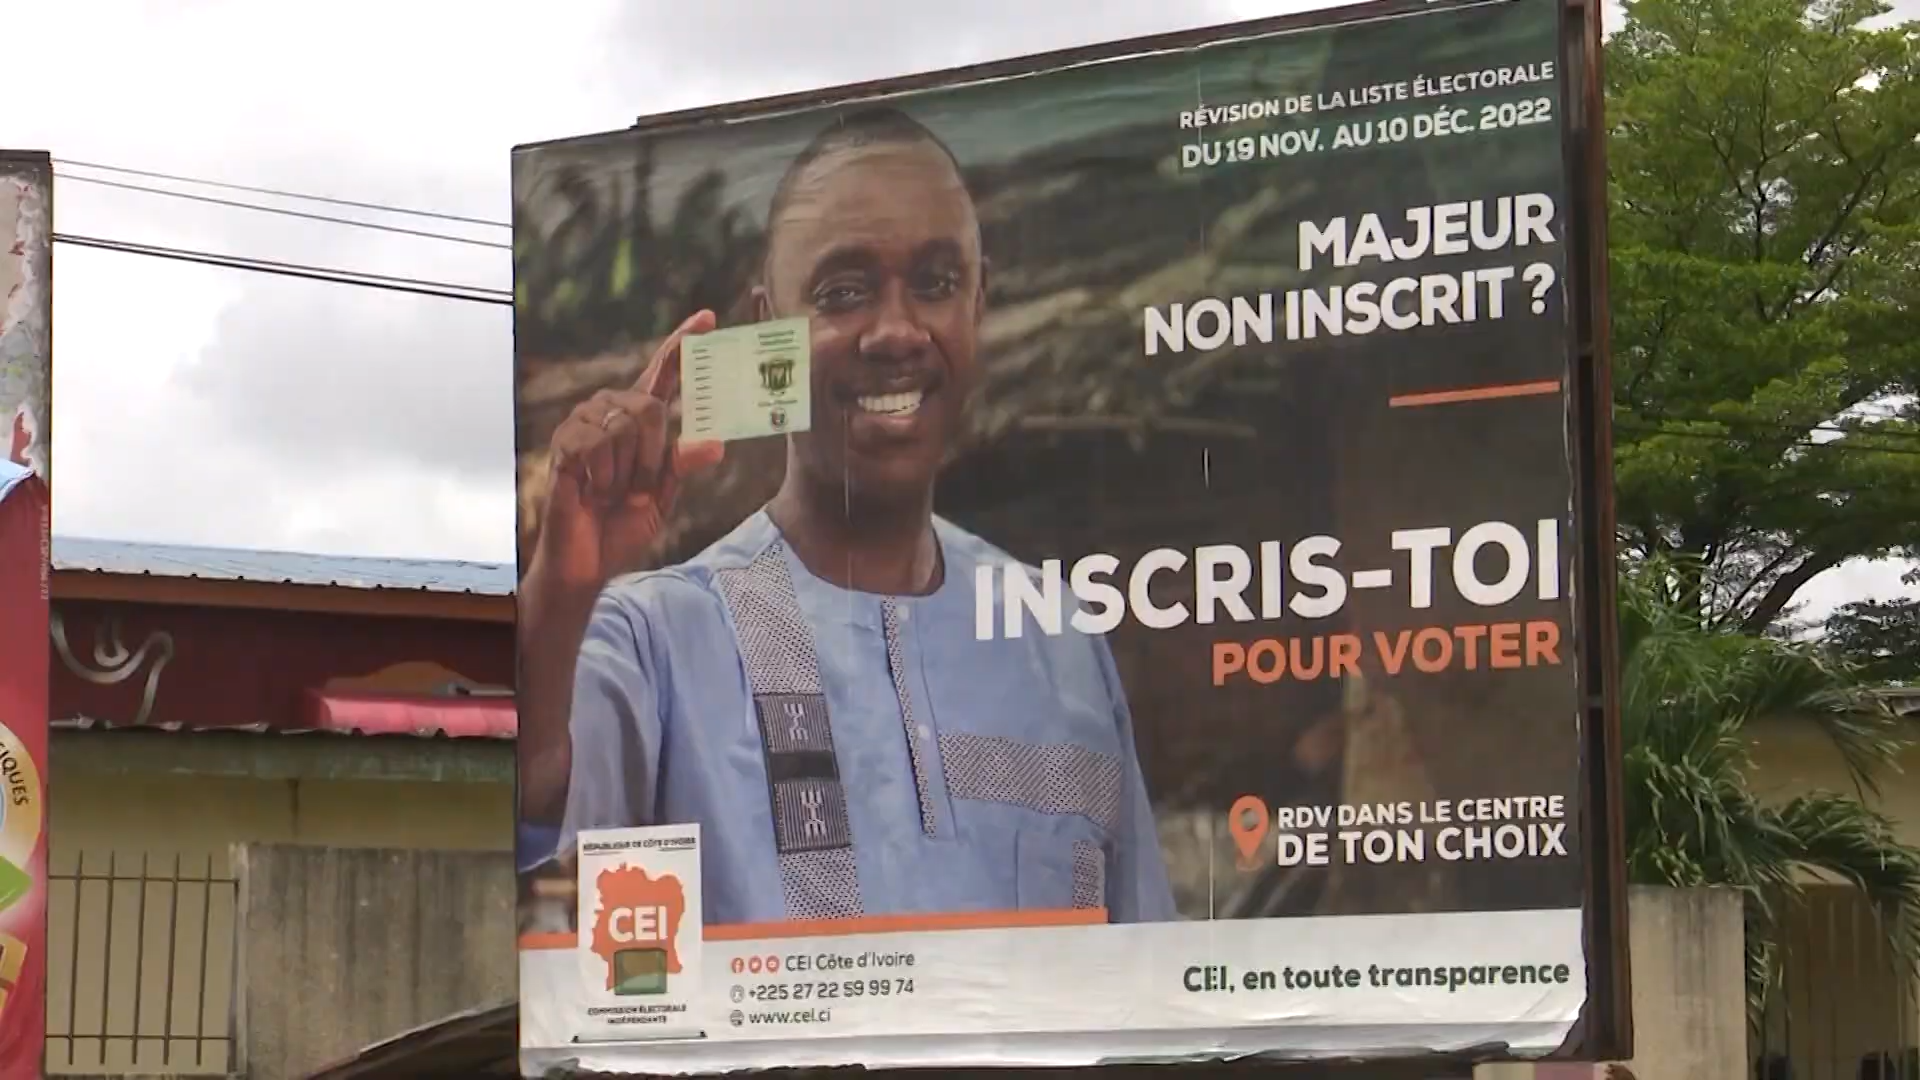 RÉVISION DE LA LISTE ÉLECTORALE
DU 19 NOV. AU 10 DÉC. 2022
MAJEUR
NON INSCRIT ?
INSCRIS-TOI
POUR VOTER
RDV DANS LE CENTRE
DE TON CHOIX
RÉPUBLIQUE DE CÔTE D'IVOIRE
CEI
COMMISSION ÉLECTORALE
INDÉPENDANTE
CEI Côte d'Ivoire
+225 27 22 59 99 74
www.cei.ci
CEI, en toute transparence